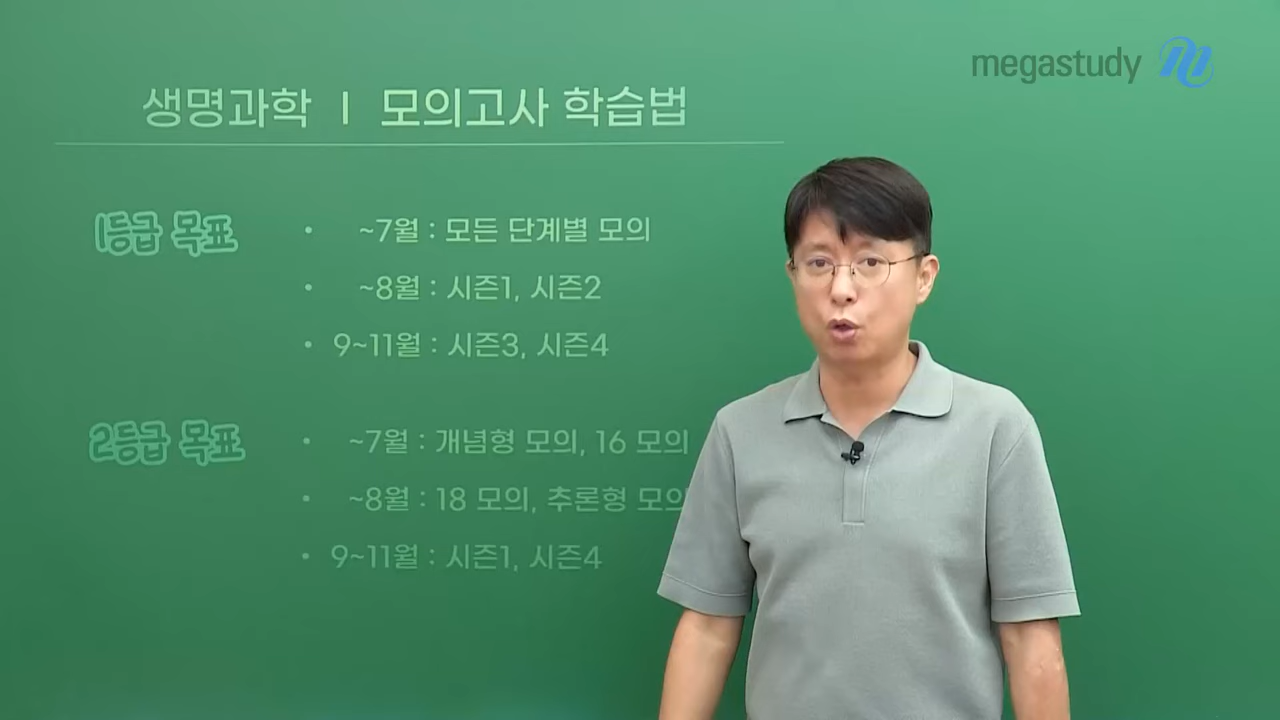 megastudy
생명과학 Ⅰ 모의고사 학습법
1등급 목표
• ~7월 : 모든 단계별 모의
• ~8월 : 시즌1, 시즌2
• 9~11월 : 시즌3, 시즌4
2등급 목표
• ~7월 : 개념형 모의, 16 모의
• ~8월 : 18 모의, 추론형 모의
• 9~11월 : 시즌1, 시즌4